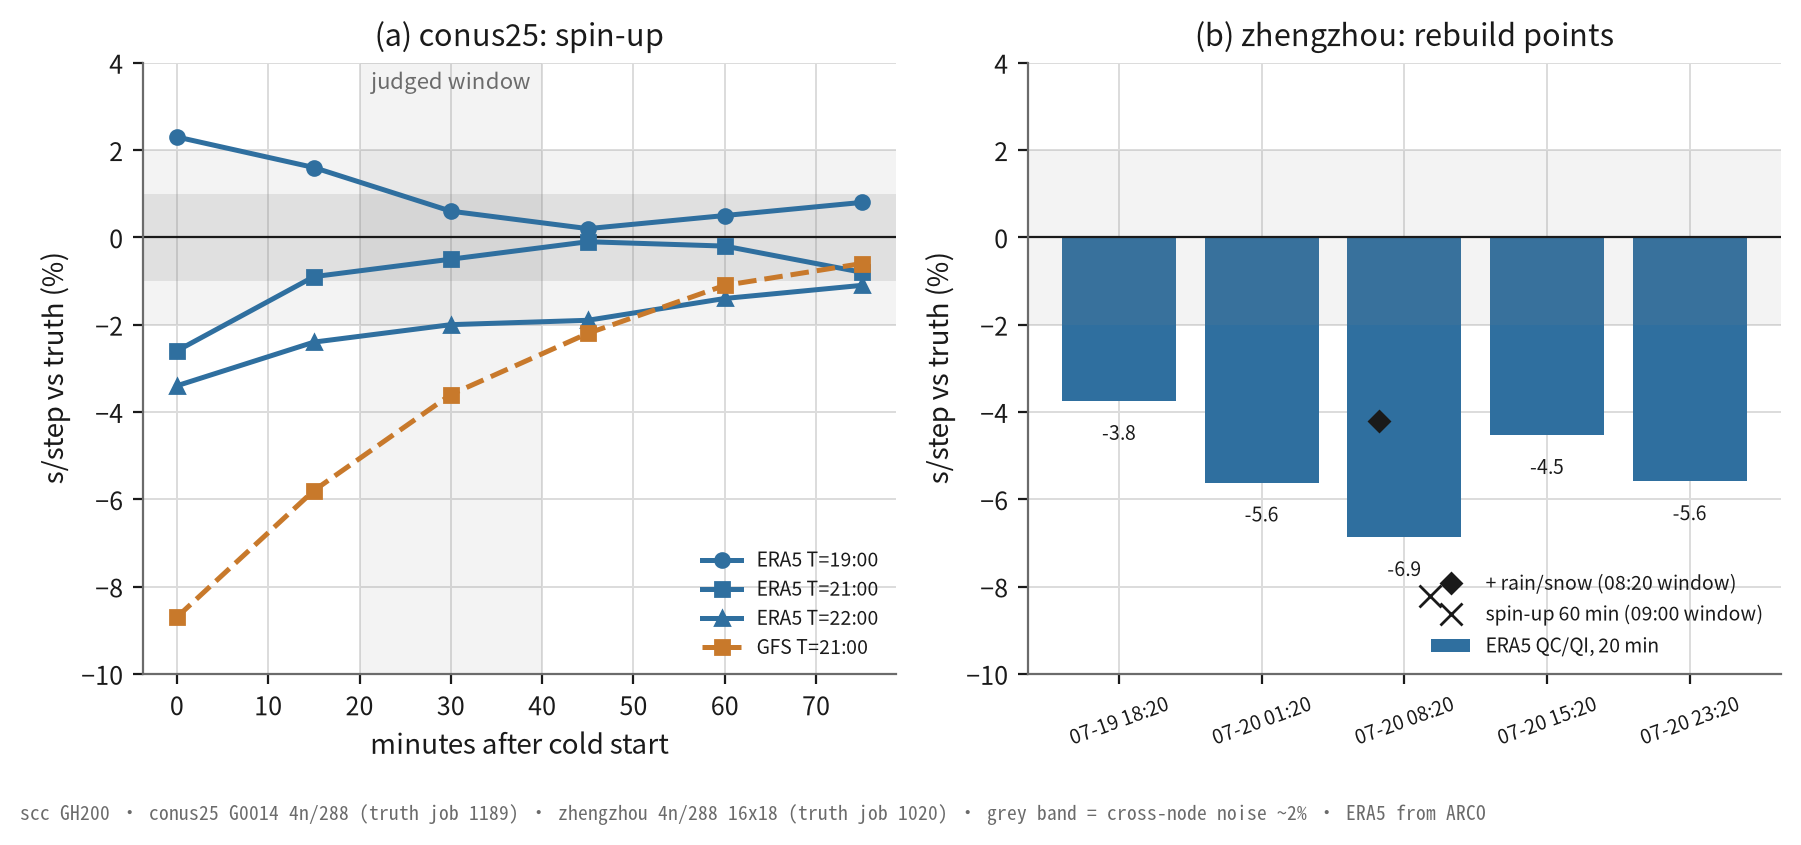 (a) conus25: spin-up
judged window
4
2
0
−2
−4
−6
−8
−10
s/step vs truth (%)
ERA5 T=19:00
ERA5 T=21:00
ERA5 T=22:00
GFS T=21:00
0 10 20 30 40 50 60 70
minutes after cold start
(b) zhengzhou: rebuild points
4
2
0
−2
−4
−6
−8
−10
s/step vs truth (%)
-3.8
-5.6
-6.9
-4.5
-5.6
+ rain/snow (08:20 window)
spin-up 60 min (09:00 window)
ERA5 QC/QI, 20 min
07-19 18:20
07-20 01:20
07-20 08:20
07-20 15:20
07-20 23:20
scc GH200 • conus25 G0014 4n/288 (truth job 1189) • zhengzhou 4n/288 16x18 (truth job 1020) • grey band = cross-node noise ~2% • ERA5 from ARCO